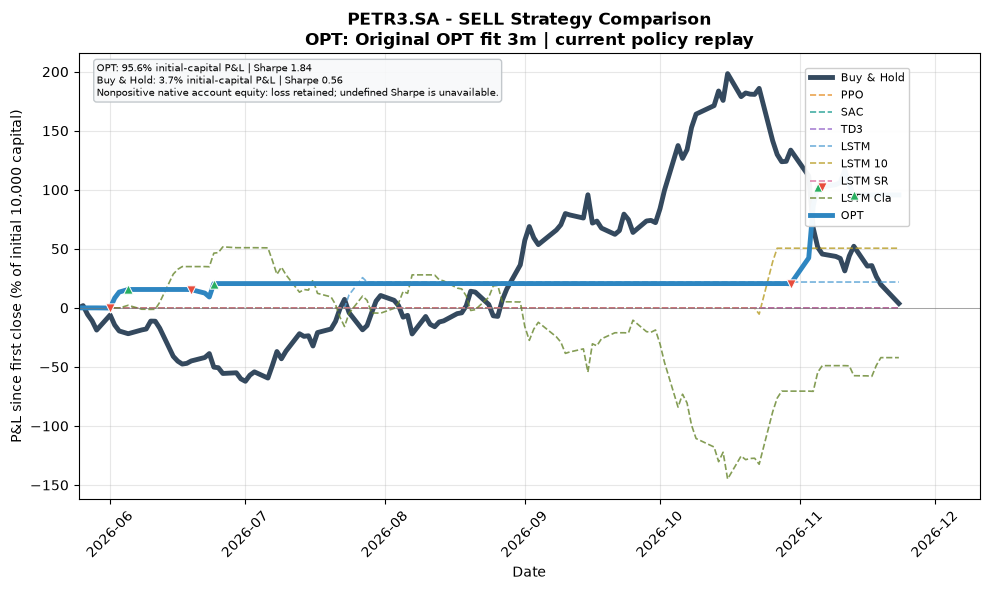 PETR3.SA - SELL Strategy Comparison
OPT: Original OPT fit 3m | current policy replay
OPT: 95.6% initial-capital P&L | Sharpe 1.84
Buy & Hold: 3.7% initial-capital P&L | Sharpe 0.56
Nonpositive native account equity: loss retained; undefined Sharpe is unavailable.
Buy & Hold
PPO
SAC
TD3
LSTM
LSTM 10
LSTM SR
LSTM Cla
OPT
P&L since first close (% of initial 10,000 capital)
200
150
100
50
0
−50
−100
−150
2026-06
2026-07
2026-08
2026-09
2026-10
2026-11
2026-12
Date